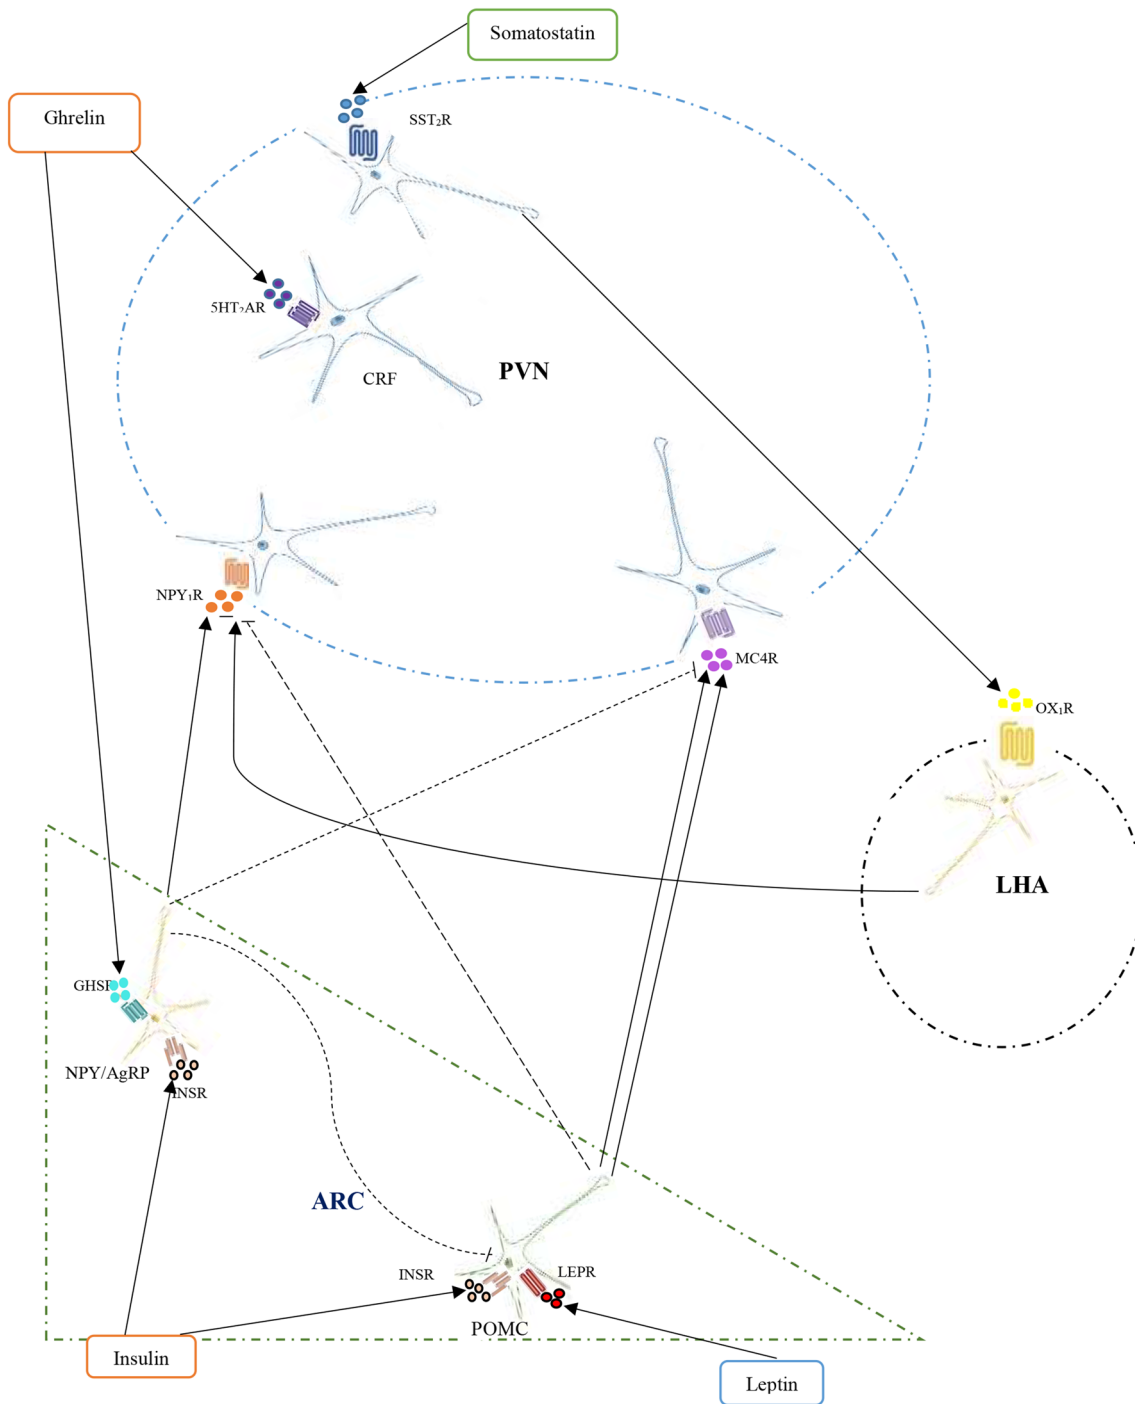 Somatostatin
Ghrelin
SST₂R
5HT₂AR
CRF
PVN
NPY₁R
MC4R
OX₁R
LHA
GHSR
NPY/AgRP
INSR
ARC
INSR
LEPR
POMC
Insulin
Leptin